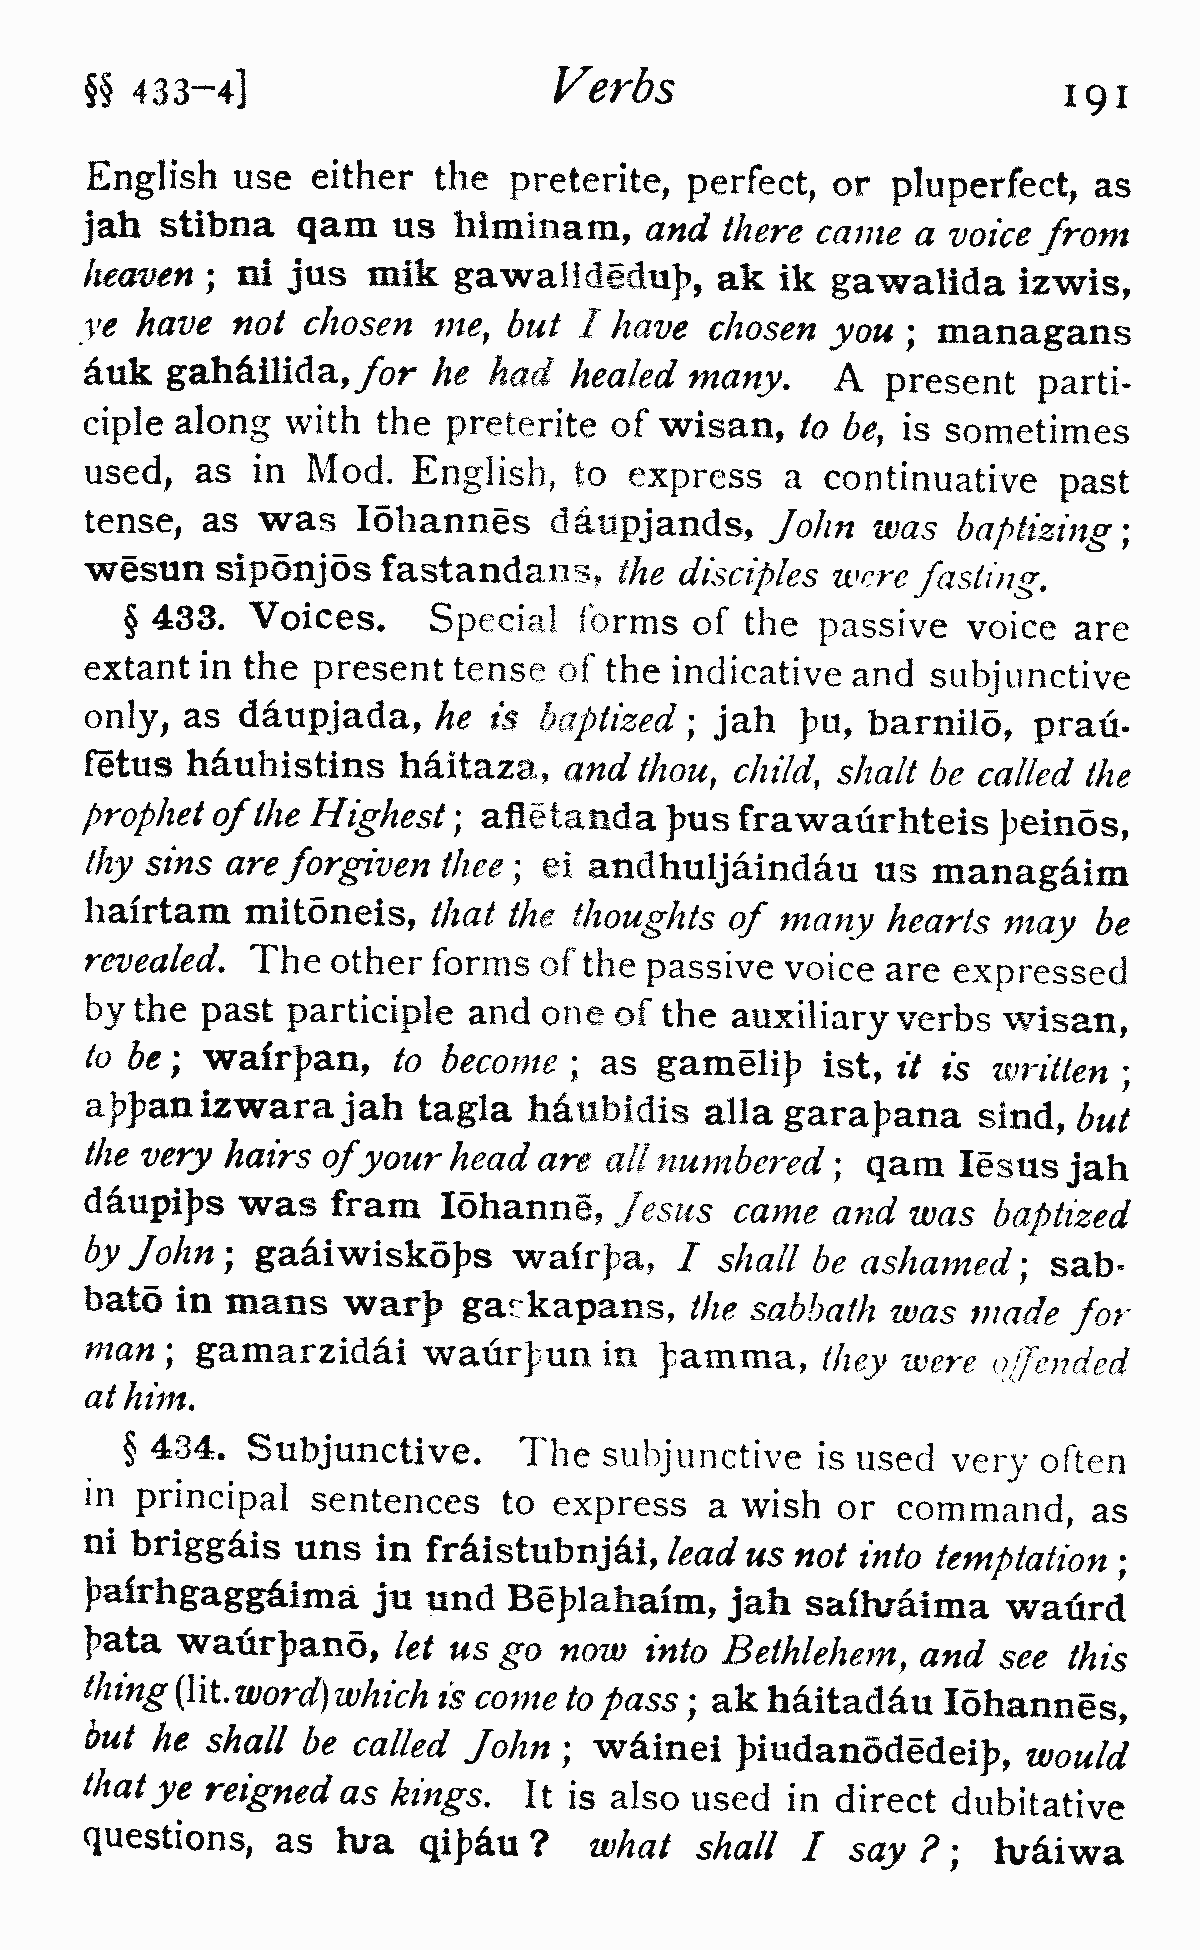 §§ 433–4] Verbs 191
English use either the preterite, perfect, or pluperfect, as
jah stibna qam us himinam, and there came a voice from
heaven ; ni jus mik gawalidēduþ, ak ik gawalida izwis,
ye have not chosen me, but I have chosen you ; managans
áuk gaháilida, for he had healed many. A present parti-
ciple along with the preterite of wisan, to be, is sometimes
used, as in Mod. English, to express a continuative past
tense, as was Iōhannēs dáupjands, John was baptizing ;
wēsun sipōnjōs fastandans, the disciples were fasting.
§ 433. Voices. Special forms of the passive voice are
extant in the present tense of the indicative and subjunctive
only, as dáupjada, he is baptized ; jah þu, barnilō, praú-
fētus háuhistins háitaza, and thou, child, shalt be called the
prophet of the Highest ; aflētanda þus frawaúrhteis þeinōs,
thy sins are forgiven thee ; ei andhuljáindáu us managáim
haírtam mitōneis, that the thoughts of many hearts may be
revealed. The other forms of the passive voice are expressed
by the past participle and one of the auxiliary verbs wisan,
to be ; waírþan, to become ; as gamēliþ ist, it is written ;
aþþan izwara jah tagla háubidis alla garaþana sind, but
the very hairs of your head are all numbered ; qam Iēsus jah
dáupiþs was fram Iōhannē, Jesus came and was baptized
by John ; gaáiwiskōþs waírþa, I shall be ashamed ; sab-
batō in mans warþ gaskapans, the sabbath was made for
man ; gamarzidái waúrþun in þamma, they were offended
at him.
§ 434. Subjunctive. The subjunctive is used very often
in principal sentences to express a wish or command, as
ni briggáis uns in fráistubnjái, lead us not into temptation ;
þaírhgaggáima ju und Bēþlahaím, jah saíƕáima waúrd
þata waúrþanō, let us go now into Bethlehem, and see this
thing (lit. word) which is come to pass ; ak háitadáu Iōhannēs,
but he shall be called John ; wáinei þiudanōdēdeiþ, would
that ye reigned as kings. It is also used in direct dubitative
questions, as ƕa qiþáu ? what shall I say ? ; ƕáiwa